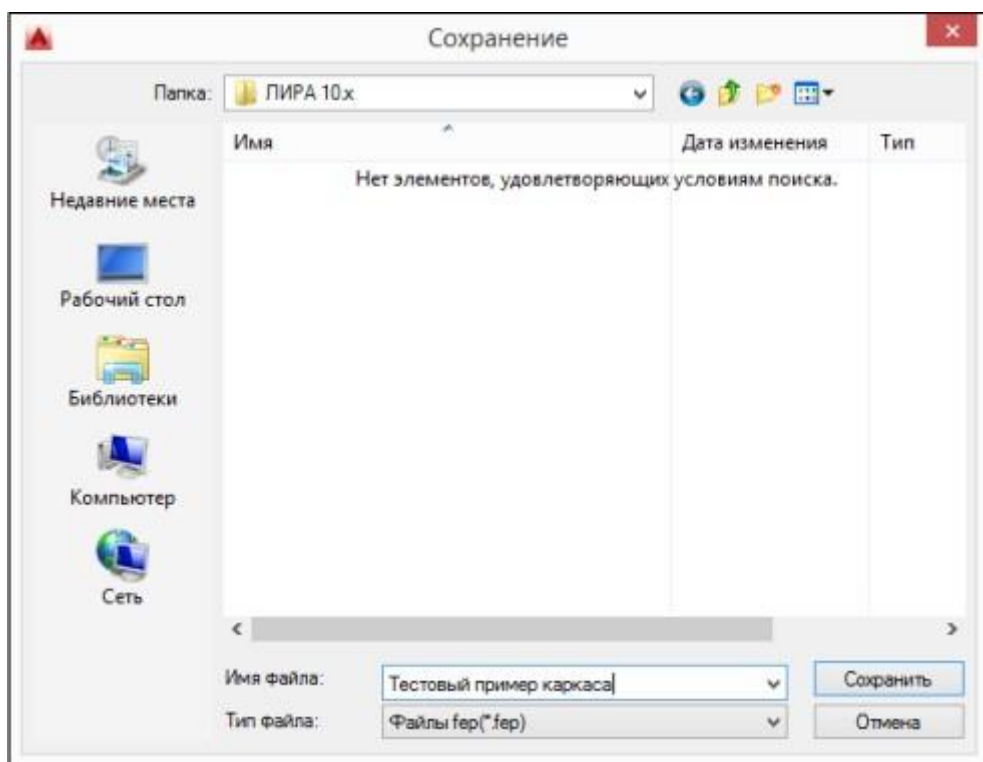 Сохранение
Папка: ЛИРА 10.x
Имя Дата изменения Тип
Нет элементов, удовлетворяющих условиям поиска.
Недавние места
Рабочий стол
Библиотеки
Компьютер
Сеть
Имя файла: Тестовый пример каркаса Сохранить
Тип файла: Файлы fep(*.fep) Отмена